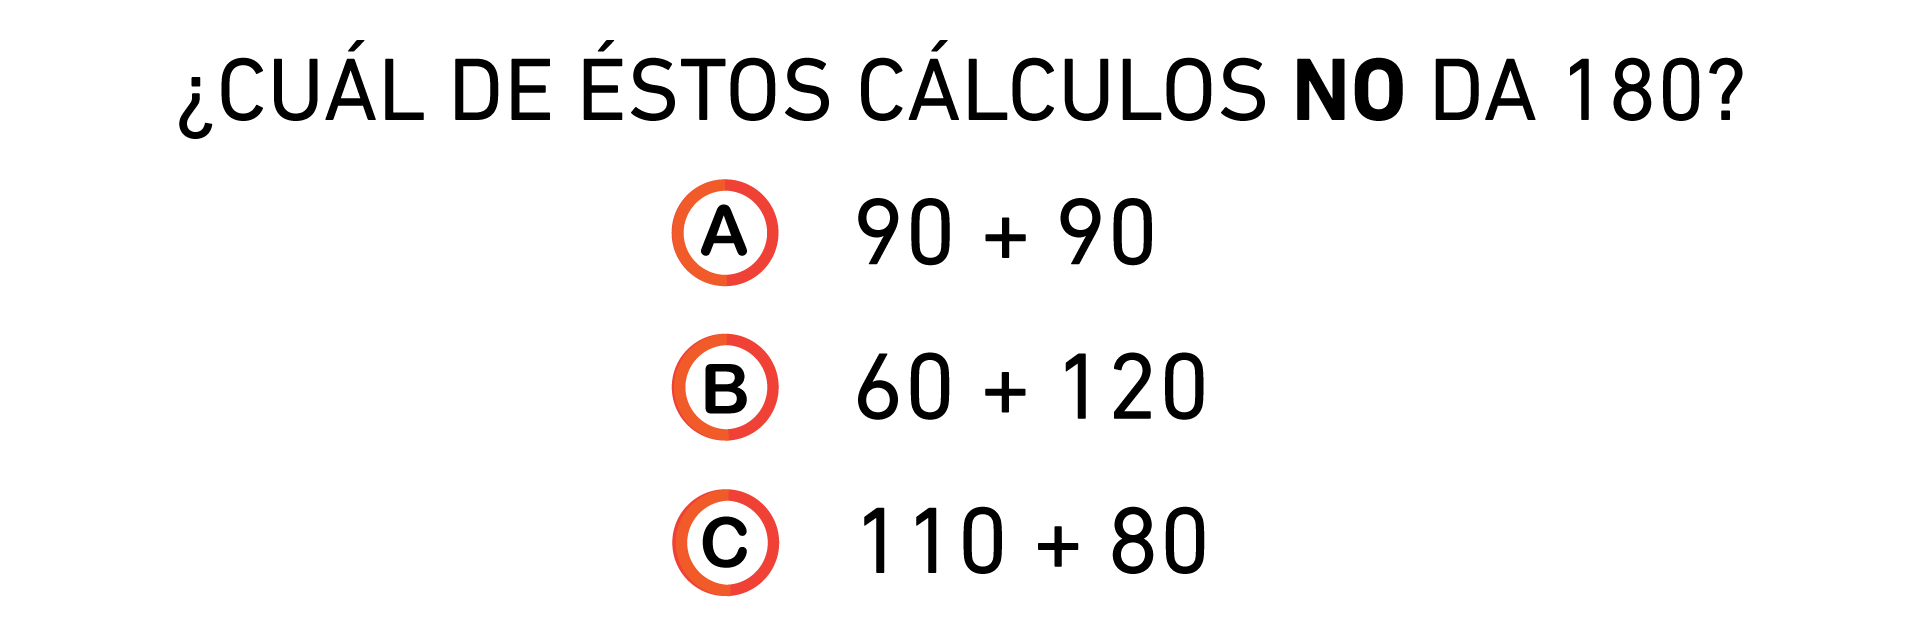 ¿CUÁL DE ÉSTOS CÁLCULOS NO DA 180?
A 90 + 90
B 60 + 120
C 110 + 80